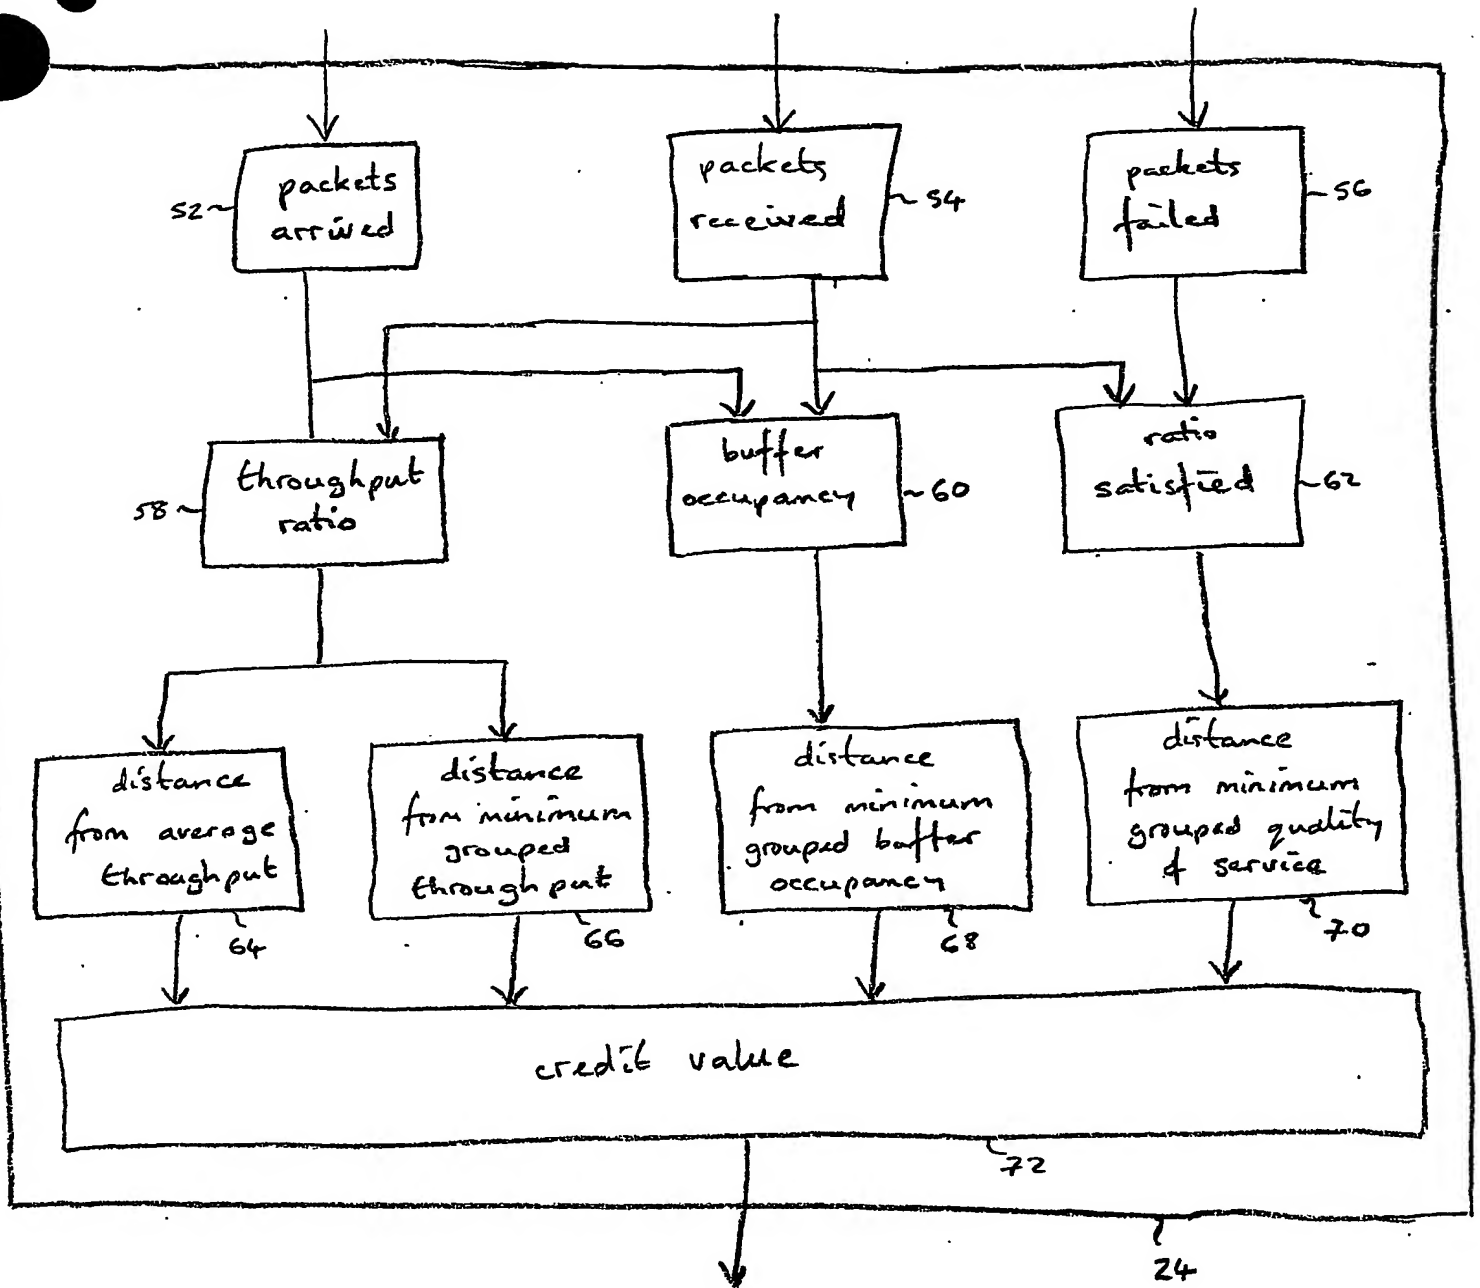 packets
arrived
52
packets
received
54
packets
failed
56
throughput
ratio
58
buffer
occupancy
60
ratio
satisfied
62
distance
from average
throughput
64
distance
from minimum
grouped
throughput
66
distance
from minimum
grouped buffer
occupancy
68
distance
from minimum
grouped quality
of service
70
credit value
72
24